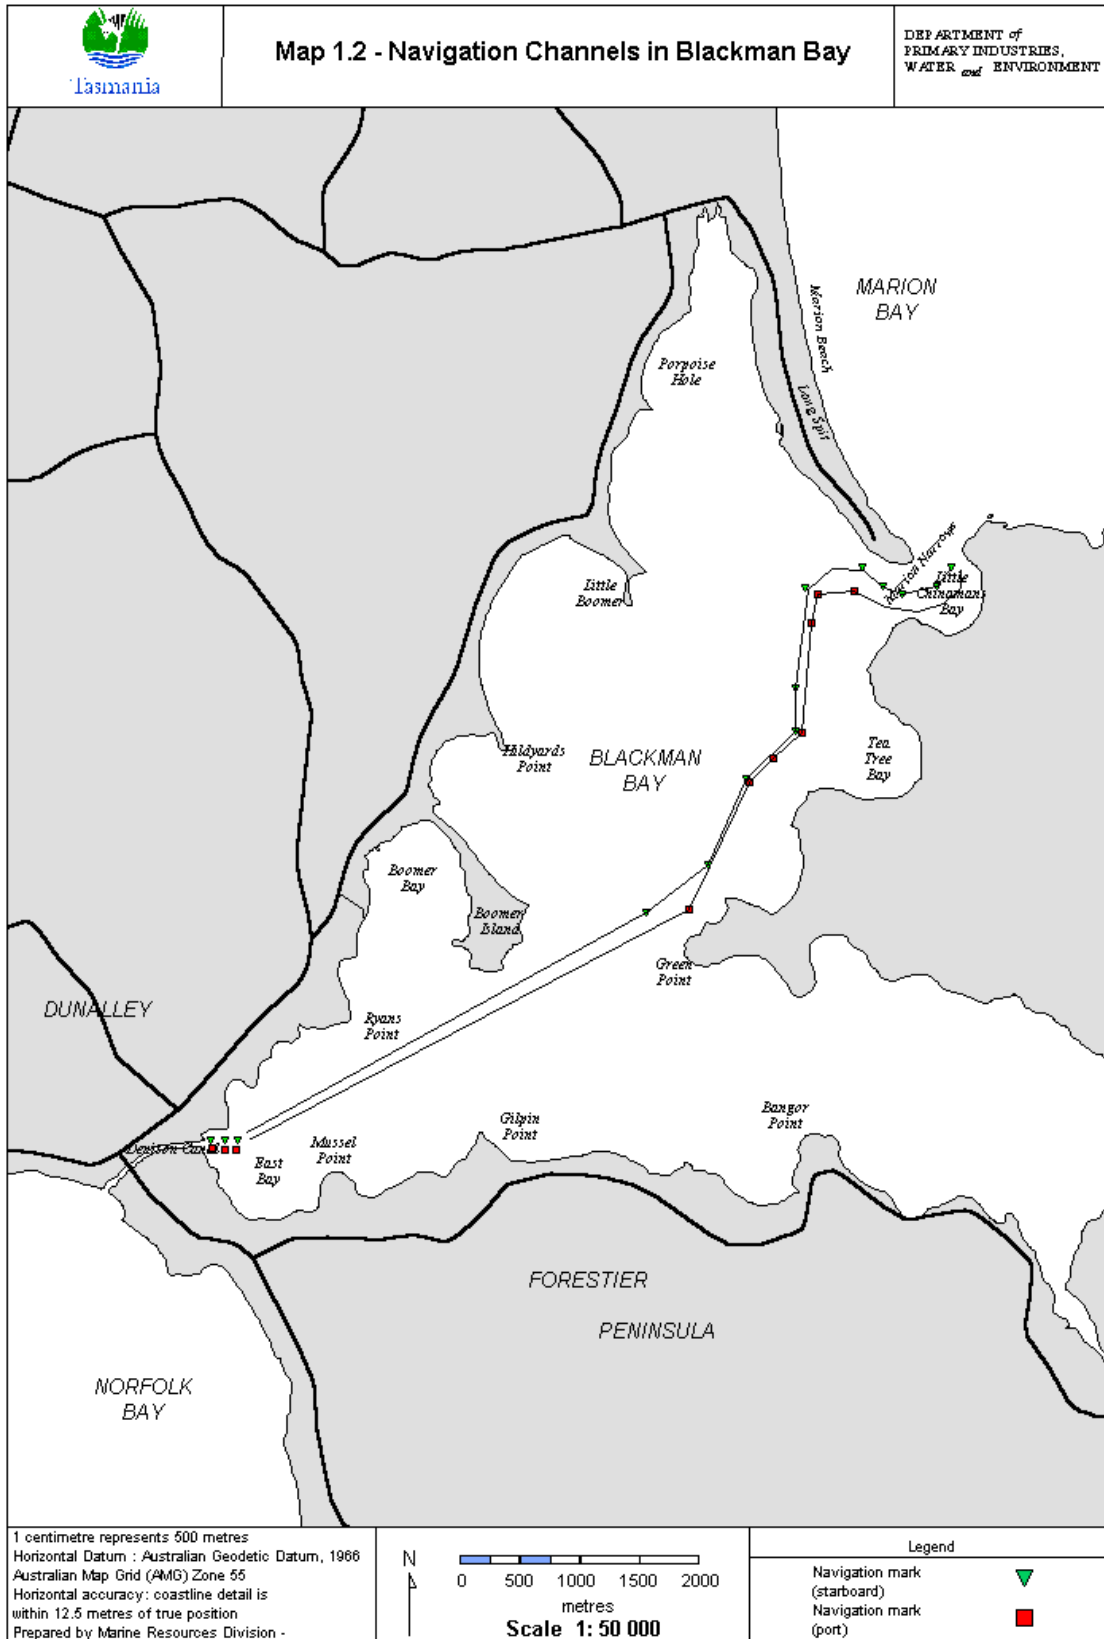 Tasmania
Map 1.2 - Navigation Channels in Blackman Bay
DEPARTMENT of
PRIMARY INDUSTRIES,
WATER and ENVIRONMENT
MARION
BAY
Marion Beach
Long Spit
Porpoise
Hole
Marion Narrows
Little
Chinamans
Bay
Little
Boomer
Tea
Tree
Bay
Hildyards
Point
BLACKMAN
BAY
Boomer
Bay
Boomer
Island
Green
Point
DUNALLEY
Ryans
Point
Gilpin
Point
Bangor
Point
Mussel
Point
Denison Canal
East
Bay
FORESTIER
PENINSULA
NORFOLK
BAY
1 centimetre represents 500 metres
Horizontal Datum : Australian Geodetic Datum, 1966
Australian Map Grid (AMG) Zone 55
Horizontal accuracy: coastline detail is
within 12.5 metres of true position
Prepared by Marine Resources Division -
N
0 500 1000 1500 2000
metres
Scale 1: 50 000
Legend
Navigation mark
(starboard)
Navigation mark
(port)